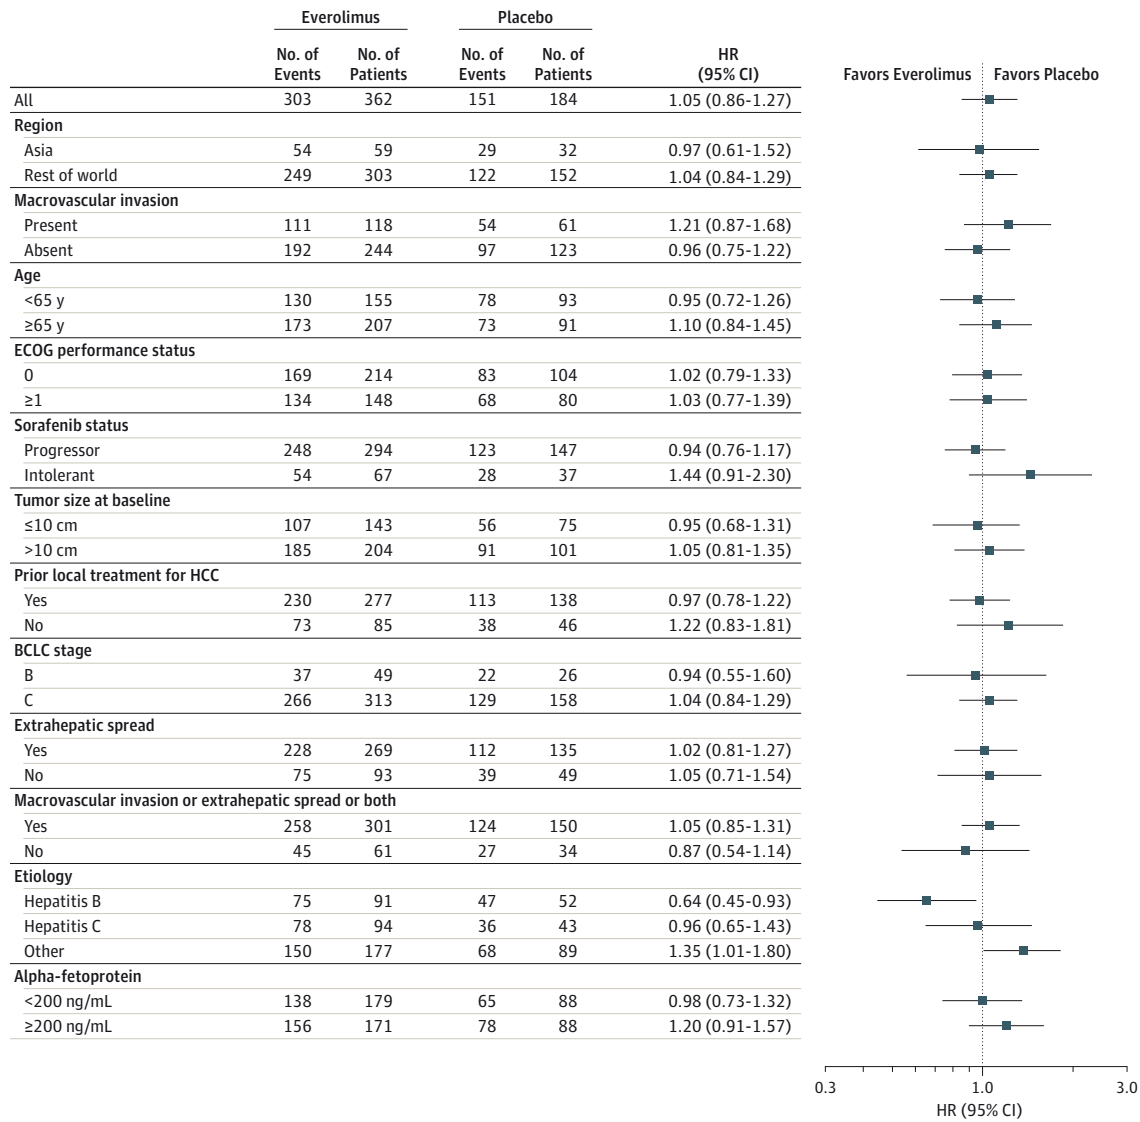 Everolimus Placebo
No. of Events No. of Patients No. of Events No. of Patients HR (95% CI) Favors Everolimus Favors Placebo
All 303 362 151 184 1.05 (0.86-1.27)
Region
Asia 54 59 29 32 0.97 (0.61-1.52)
Rest of world 249 303 122 152 1.04 (0.84-1.29)
Macrovascular invasion
Present 111 118 54 61 1.21 (0.87-1.68)
Absent 192 244 97 123 0.96 (0.75-1.22)
Age
<65 y 130 155 78 93 0.95 (0.72-1.26)
≥65 y 173 207 73 91 1.10 (0.84-1.45)
ECOG performance status
0 169 214 83 104 1.02 (0.79-1.33)
≥1 134 148 68 80 1.03 (0.77-1.39)
Sorafenib status
Progressor 248 294 123 147 0.94 (0.76-1.17)
Intolerant 54 67 28 37 1.44 (0.91-2.30)
Tumor size at baseline
≤10 cm 107 143 56 75 0.95 (0.68-1.31)
>10 cm 185 204 91 101 1.05 (0.81-1.35)
Prior local treatment for HCC
Yes 230 277 113 138 0.97 (0.78-1.22)
No 73 85 38 46 1.22 (0.83-1.81)
BCLC stage
B 37 49 22 26 0.94 (0.55-1.60)
C 266 313 129 158 1.04 (0.84-1.29)
Extrahepatic spread
Yes 228 269 112 135 1.02 (0.81-1.27)
No 75 93 39 49 1.05 (0.71-1.54)
Macrovascular invasion or extrahepatic spread or both
Yes 258 301 124 150 1.05 (0.85-1.31)
No 45 61 27 34 0.87 (0.54-1.14)
Etiology
Hepatitis B 75 91 47 52 0.64 (0.45-0.93)
Hepatitis C 78 94 36 43 0.96 (0.65-1.43)
Other 150 177 68 89 1.35 (1.01-1.80)
Alpha-fetoprotein
<200 ng/mL 138 179 65 88 0.98 (0.73-1.32)
≥200 ng/mL 156 171 78 88 1.20 (0.91-1.57)
0.3 1.0 3.0
HR (95% CI)